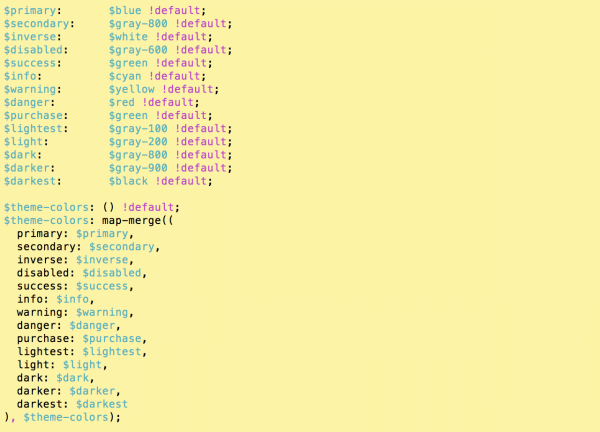 $primary:       $blue !default;
$secondary:     $gray-800 !default;
$inverse:       $white !default;
$disabled:      $gray-600 !default;
$success:       $green !default;
$info:          $cyan !default;
$warning:       $yellow !default;
$danger:        $red !default;
$purchase:      $green !default;
$lightest:      $gray-100 !default;
$light:         $gray-200 !default;
$dark:          $gray-800 !default;
$darker:        $gray-900 !default;
$darkest:       $black !default;

$theme-colors: () !default;
$theme-colors: map-merge((
  primary: $primary,
  secondary: $secondary,
  inverse: $inverse,
  disabled: $disabled,
  success: $success,
  info: $info,
  warning: $warning,
  danger: $danger,
  purchase: $purchase,
  lightest: $lightest,
  light: $light,
  dark: $dark,
  darker: $darker,
  darkest: $darkest
), $theme-colors);